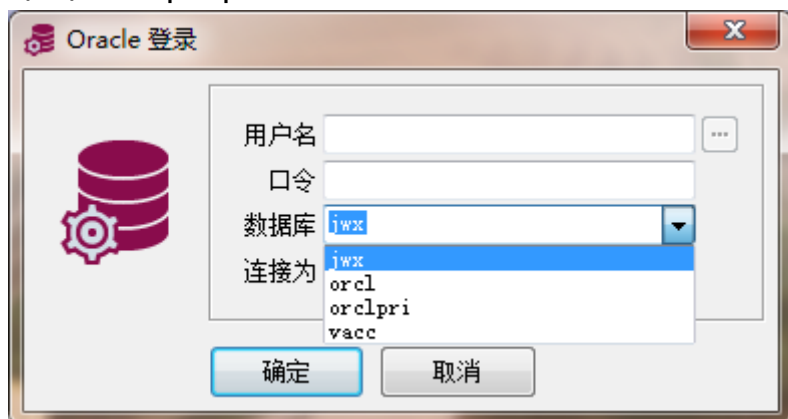 Oracle 登录
用户名
...
口令
数据库 jwx
连接为
jwx
orcl
orclpri
vacc
确定
取消